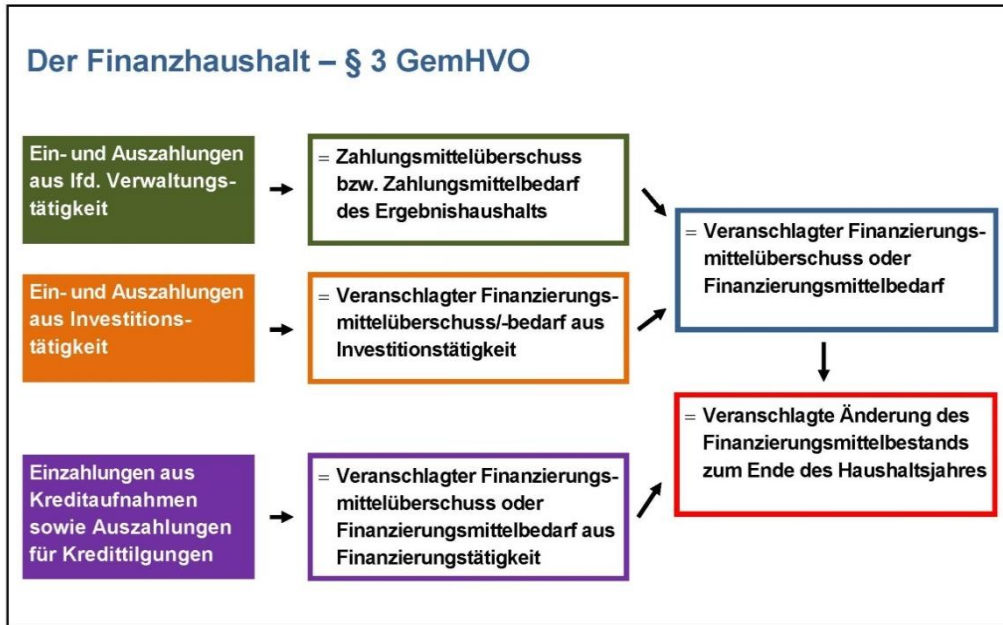 Der Finanzhaushalt – § 3 GemHVO
Ein- und Auszahlungen
aus lfd. Verwaltungs-
tätigkeit
= Zahlungsmittelüberschuss
bzw. Zahlungsmittelbedarf
des Ergebnishaushalts
= Veranschlagter Finanzierungs-
mittelüberschuss oder
Finanzierungsmittelbedarf
Ein- und Auszahlungen
aus Investitions-
tätigkeit
= Veranschlagter Finanzierungs-
mittelüberschuss/-bedarf aus
Investitionstätigkeit
= Veranschlagte Änderung des
Finanzierungsmittelbestands
zum Ende des Haushaltsjahres
Einzahlungen aus
Kreditaufnahmen
sowie Auszahlungen
für Kredittilgungen
= Veranschlagter Finanzierungs-
mittelüberschuss oder
Finanzierungsmittelbedarf aus
Finanzierungstätigkeit